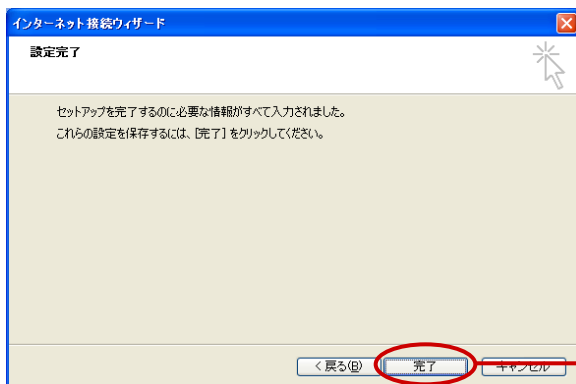 インターネット接続ウィザード
設定完了
セットアップを完了するのに必要な情報がすべて入力されました。
これらの設定を保存するには、[完了] をクリックしてください。
< 戻る(B)
完了
キャンセル